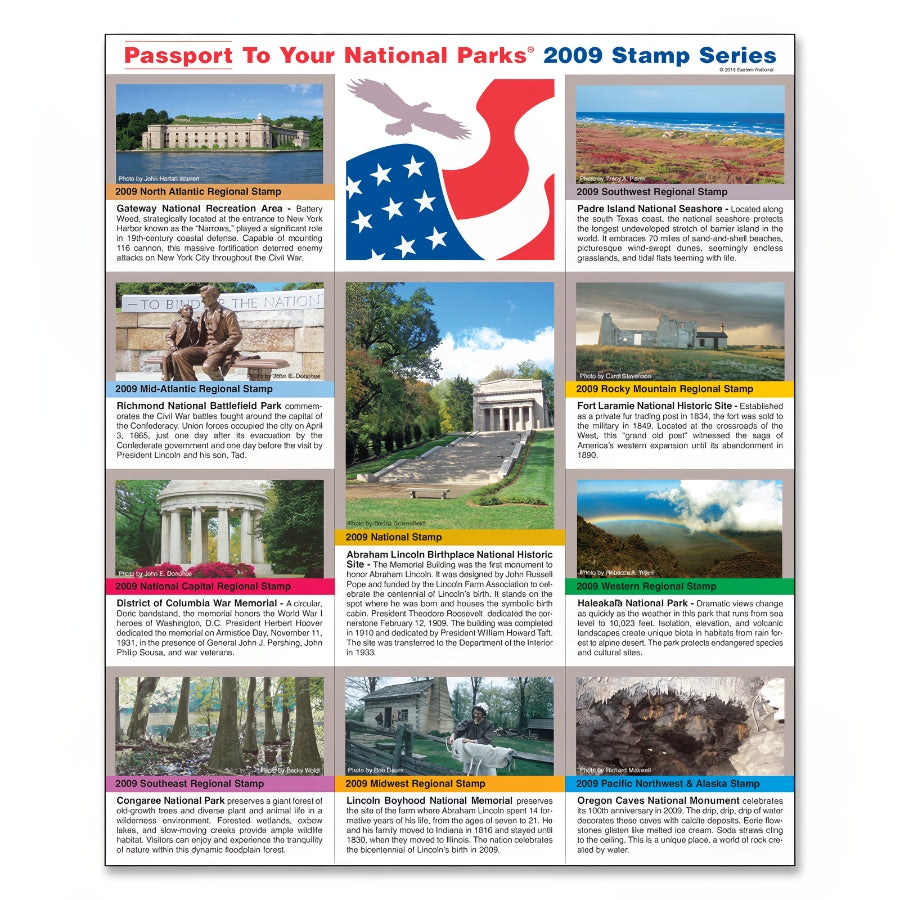 Passport To Your National Parks® 2009 Stamp Series
© 2015 Eastern National
Photo by John Harlan Warren
2009 North Atlantic Regional Stamp
Gateway National Recreation Area - Battery
Weed, strategically located at the entrance to New York
Harbor known as the "Narrows," played a significant role
in 19th-century coastal defense. Capable of mounting
116 cannon, this massive fortification deterred enemy
attacks on New York City throughout the Civil War.
Photo by
2009 Southwest Regional Stamp
Padre Island National Seashore - Located along
the south Texas coast, the national seashore protects
the longest undeveloped stretch of barrier island in the
world. It embraces 70 miles of sand-and-shell beaches,
picturesque wind-swept dunes, seemingly endless
grasslands, and tidal flats teeming with life.
TO BIND THE NATION
Photo by John E. Donohue
2009 Mid-Atlantic Regional Stamp
Richmond National Battlefield Park commem-
orates the Civil War battles fought around the capital of
the Confederacy. Union forces occupied the city on April
3, 1865, just one day after its evacuation by the
Confederate government and one day before the visit by
President Lincoln and his son, Tad.
Photo by
2009 National Stamp
Abraham Lincoln Birthplace National Historic
Site - The Memorial Building was the first monument to
honor Abraham Lincoln. It was designed by John Russell
Pope and funded by the Lincoln Farm Association to cel-
ebrate the centennial of Lincoln's birth. It stands on the
spot where he was born and houses the symbolic birth
cabin. President Theodore Roosevelt dedicated the cor-
nerstone February 12, 1909. The building was completed
in 1910 and dedicated by President William Howard Taft.
The site was transferred to the Department of the Interior
in 1933.
Photo by Carol Stevenson
2009 Rocky Mountain Regional Stamp
Fort Laramie National Historic Site - Established
as a private fur trading post in 1834, the fort was sold to
the military in 1849. Located at the crossroads of the
West, this "grand old post" witnessed the saga of
America's western expansion until its abandonment in
1890.
Photo by John E. Donohue
2009 National Capital Regional Stamp
District of Columbia War Memorial - A circular,
Doric bandstand, the memorial honors the World War I
heroes of Washington, D.C. President Herbert Hoover
dedicated the memorial on Armistice Day, November 11,
1931, in the presence of General John J. Pershing, John
Philip Sousa, and war veterans.
Photo by Rebecca
2009 Western Regional Stamp
Haleakalā National Park - Dramatic views change
as quickly as the weather in this park that runs from sea
level to 10,023 feet. Isolation, elevation, and volcanic
landscapes create unique biota in habitats from rain for-
est to alpine desert. The park protects endangered species
and cultural sites.
Photo by Becky
2009 Southeast Regional Stamp
Congaree National Park preserves a giant forest of
old-growth trees and diverse plant and animal life in a
wilderness environment. Forested wetlands, oxbow
lakes, and slow-moving creeks provide ample wildlife
habitat. Visitors can enjoy and experience the tranquility
of nature within this dynamic floodplain forest.
Photo by Bob Daum
2009 Midwest Regional Stamp
Lincoln Boyhood National Memorial preserves
the site of the farm where Abraham Lincoln spent 14 for-
mative years of his life, from the ages of seven to 21. He
and his family moved to Indiana in 1816 and stayed until
1830, when they moved to Illinois. The nation celebrates
the bicentennial of Lincoln's birth in 2009.
Photo by Richard Maxwell
2009 Pacific Northwest & Alaska Stamp
Oregon Caves National Monument celebrates
its 100th anniversary in 2009. The drip, drip, drip of water
decorates these caves with calcite deposits. Eerie flow-
stones glisten like melted ice cream. Soda straws cling
to the ceiling. This is a unique place, a world of rock cre-
ated by water.